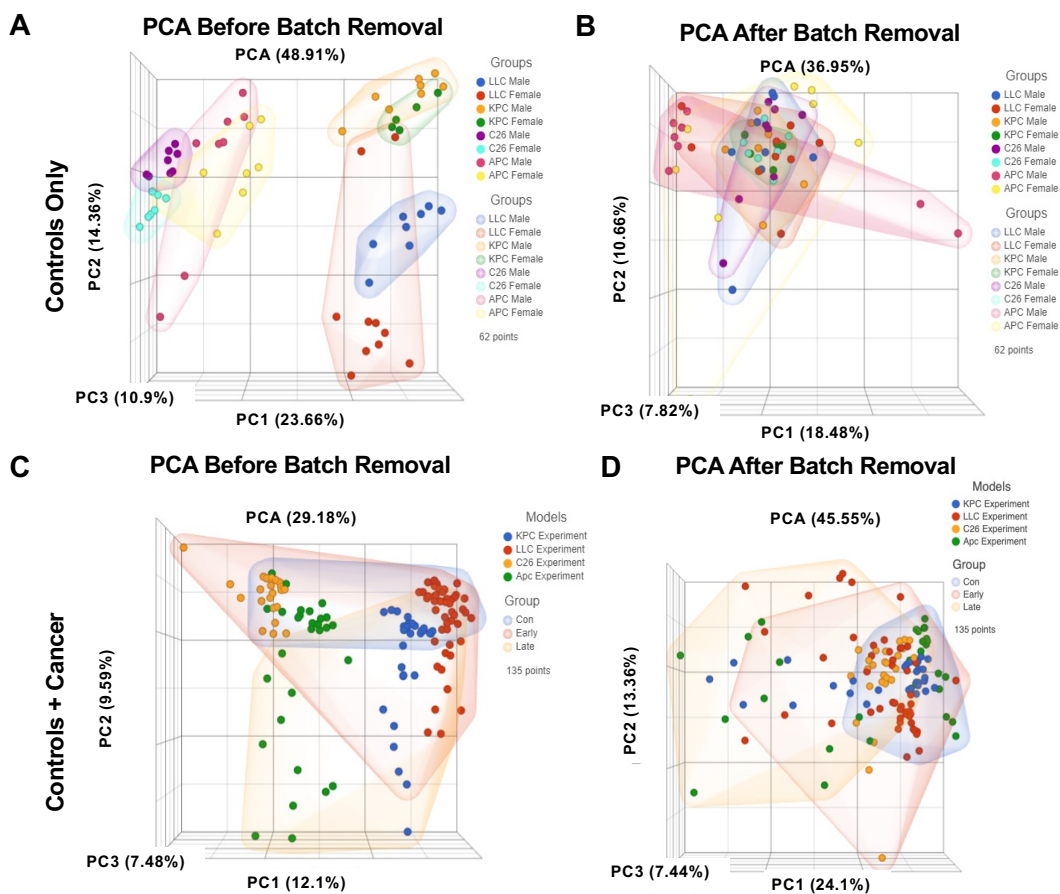 A
PCA Before Batch Removal
PCA (48.91%)
Controls Only
PC2 (14.36%)
PC3 (10.9%)
PC1 (23.66%)
Groups
LLC Male
LLC Female
KPC Male
KPC Female
C26 Male
C26 Female
APC Male
APC Female
Groups
LLC Male
LLC Female
KPC Male
KPC Female
C26 Male
C26 Female
APC Male
APC Female
62 points
B
PCA After Batch Removal
PCA (36.95%)
PC2 (10.66%)
PC3 (7.82%)
PC1 (18.48%)
Groups
LLC Male
LLC Female
KPC Male
KPC Female
C26 Male
C26 Female
APC Male
APC Female
Groups
LLC Male
LLC Female
KPC Male
KPC Female
C26 Male
C26 Female
APC Male
APC Female
62 points
C
PCA Before Batch Removal
PCA (29.18%)
Controls + Cancer
PC2 (9.59%)
PC3 (7.48%)
PC1 (12.1%)
Models
KPC Experiment
LLC Experiment
C26 Experiment
Apc Experiment
Group
Con
Early
Late
135 points
D
PCA After Batch Removal
PCA (45.55%)
PC2 (13.36%)
PC3 (7.44%)
PC1 (24.1%)
Models
KPC Experiment
LLC Experiment
C26 Experiment
Apc Experiment
Group
Con
Early
Late
135 points